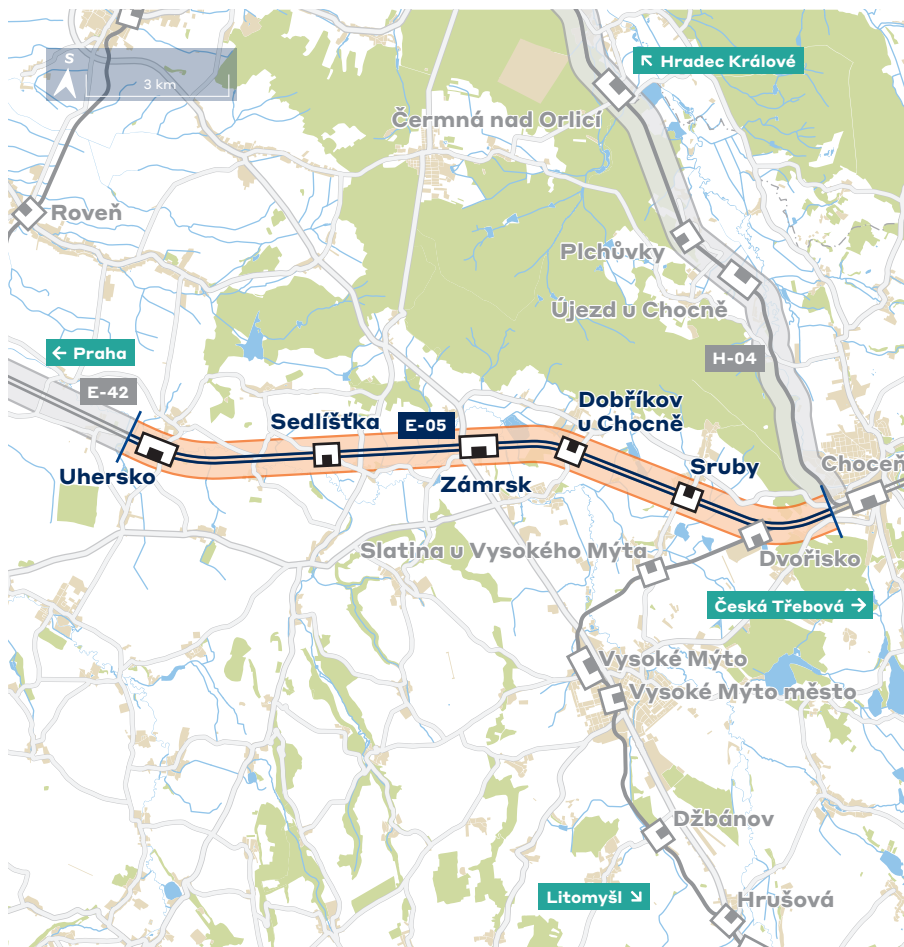 S
3 km
↖ Hradec Králové
Čermná nad Orlicí
Roveň
Plchůvky
Újezd u Chocně
← Praha
H-04
E-42
Sedlíšťka
E-05
Dobříkov
u Chocně
Uhersko
Zámrsk
Sruby
Choceň
Slatina u Vysokého Mýta
Dvořisko
Česká Třebová →
Vysoké Mýto
Vysoké Mýto město
Džbánov
Litomyšl ↘
Hrušová